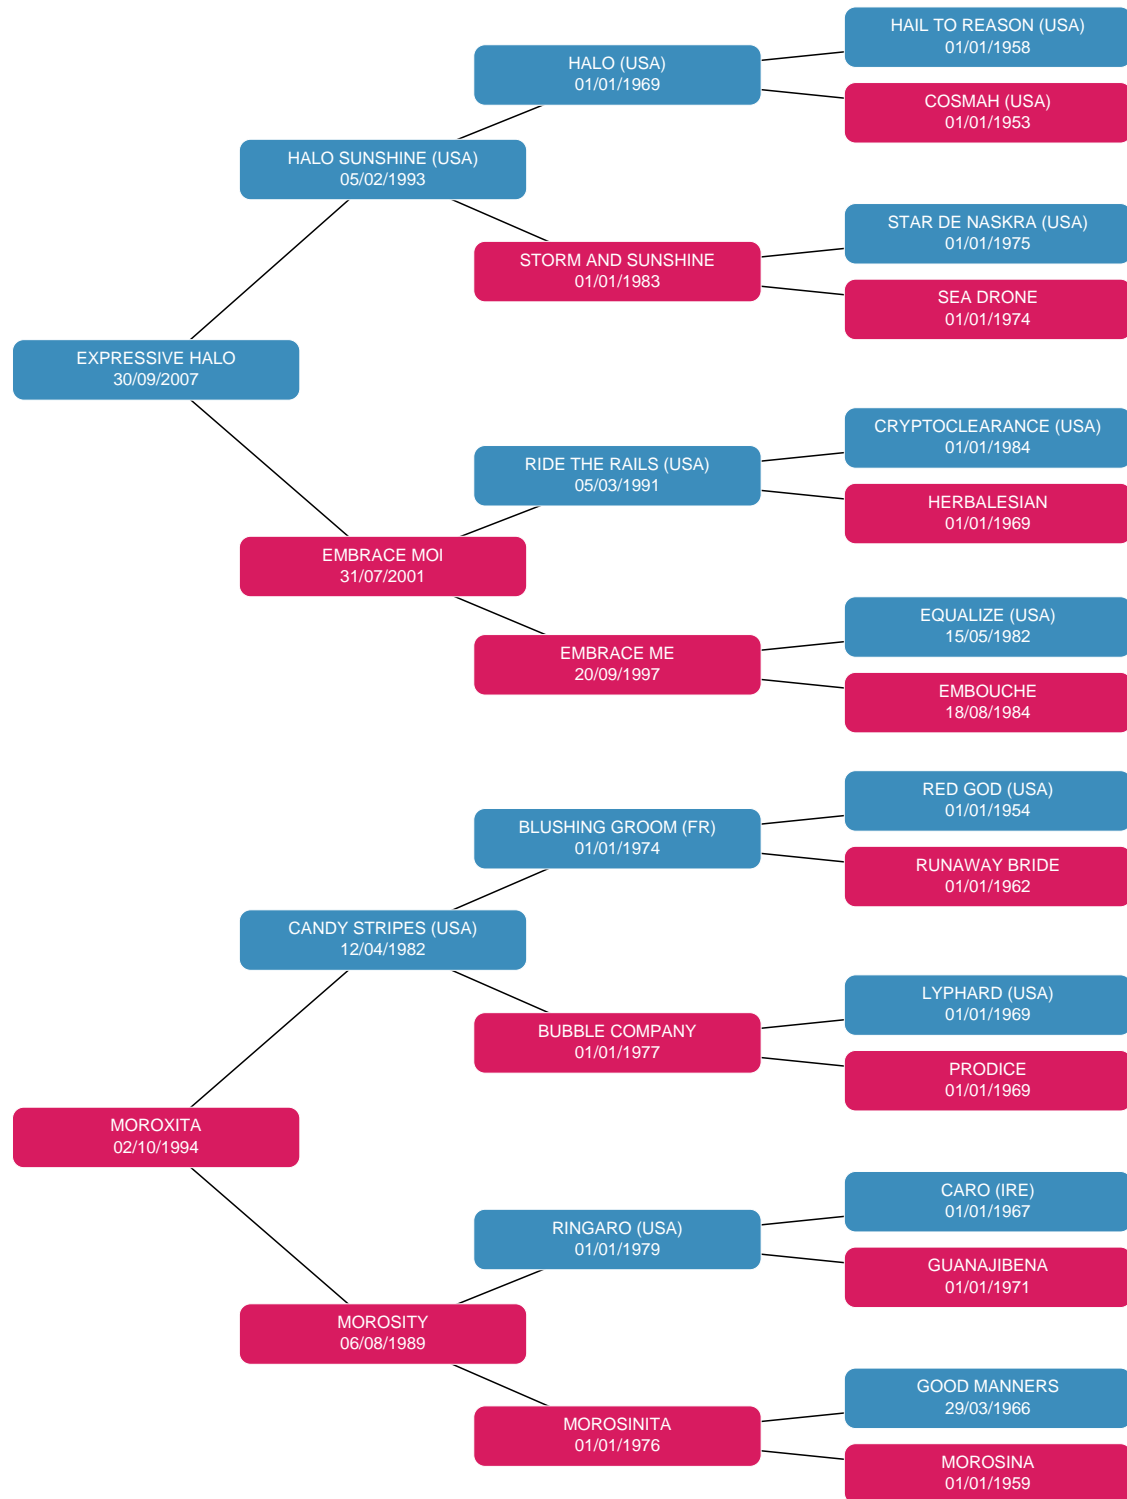 HAIL TO REASON (USA)
01/01/1958
HALO (USA)
01/01/1969
COSMAH (USA)
01/01/1953
HALO SUNSHINE (USA)
05/02/1993
STAR DE NASKRA (USA)
01/01/1975
STORM AND SUNSHINE
01/01/1983
SEA DRONE
01/01/1974
EXPRESSIVE HALO
30/09/2007
CRYPTOCLEARANCE (USA)
01/01/1984
RIDE THE RAILS (USA)
05/03/1991
HERBALESIAN
01/01/1969
EMBRACE MOI
31/07/2001
EQUALIZE (USA)
15/05/1982
EMBRACE ME
20/09/1997
EMBOUCHE
18/08/1984
RED GOD (USA)
01/01/1954
BLUSHING GROOM (FR)
01/01/1974
RUNAWAY BRIDE
01/01/1962
CANDY STRIPES (USA)
12/04/1982
LYPHARD (USA)
01/01/1969
BUBBLE COMPANY
01/01/1977
PRODICE
01/01/1969
MOROXITA
02/10/1994
CARO (IRE)
01/01/1967
RINGARO (USA)
01/01/1979
GUANAJIBENA
01/01/1971
MOROSITY
06/08/1989
GOOD MANNERS
29/03/1966
MOROSINITA
01/01/1976
MOROSINA
01/01/1959